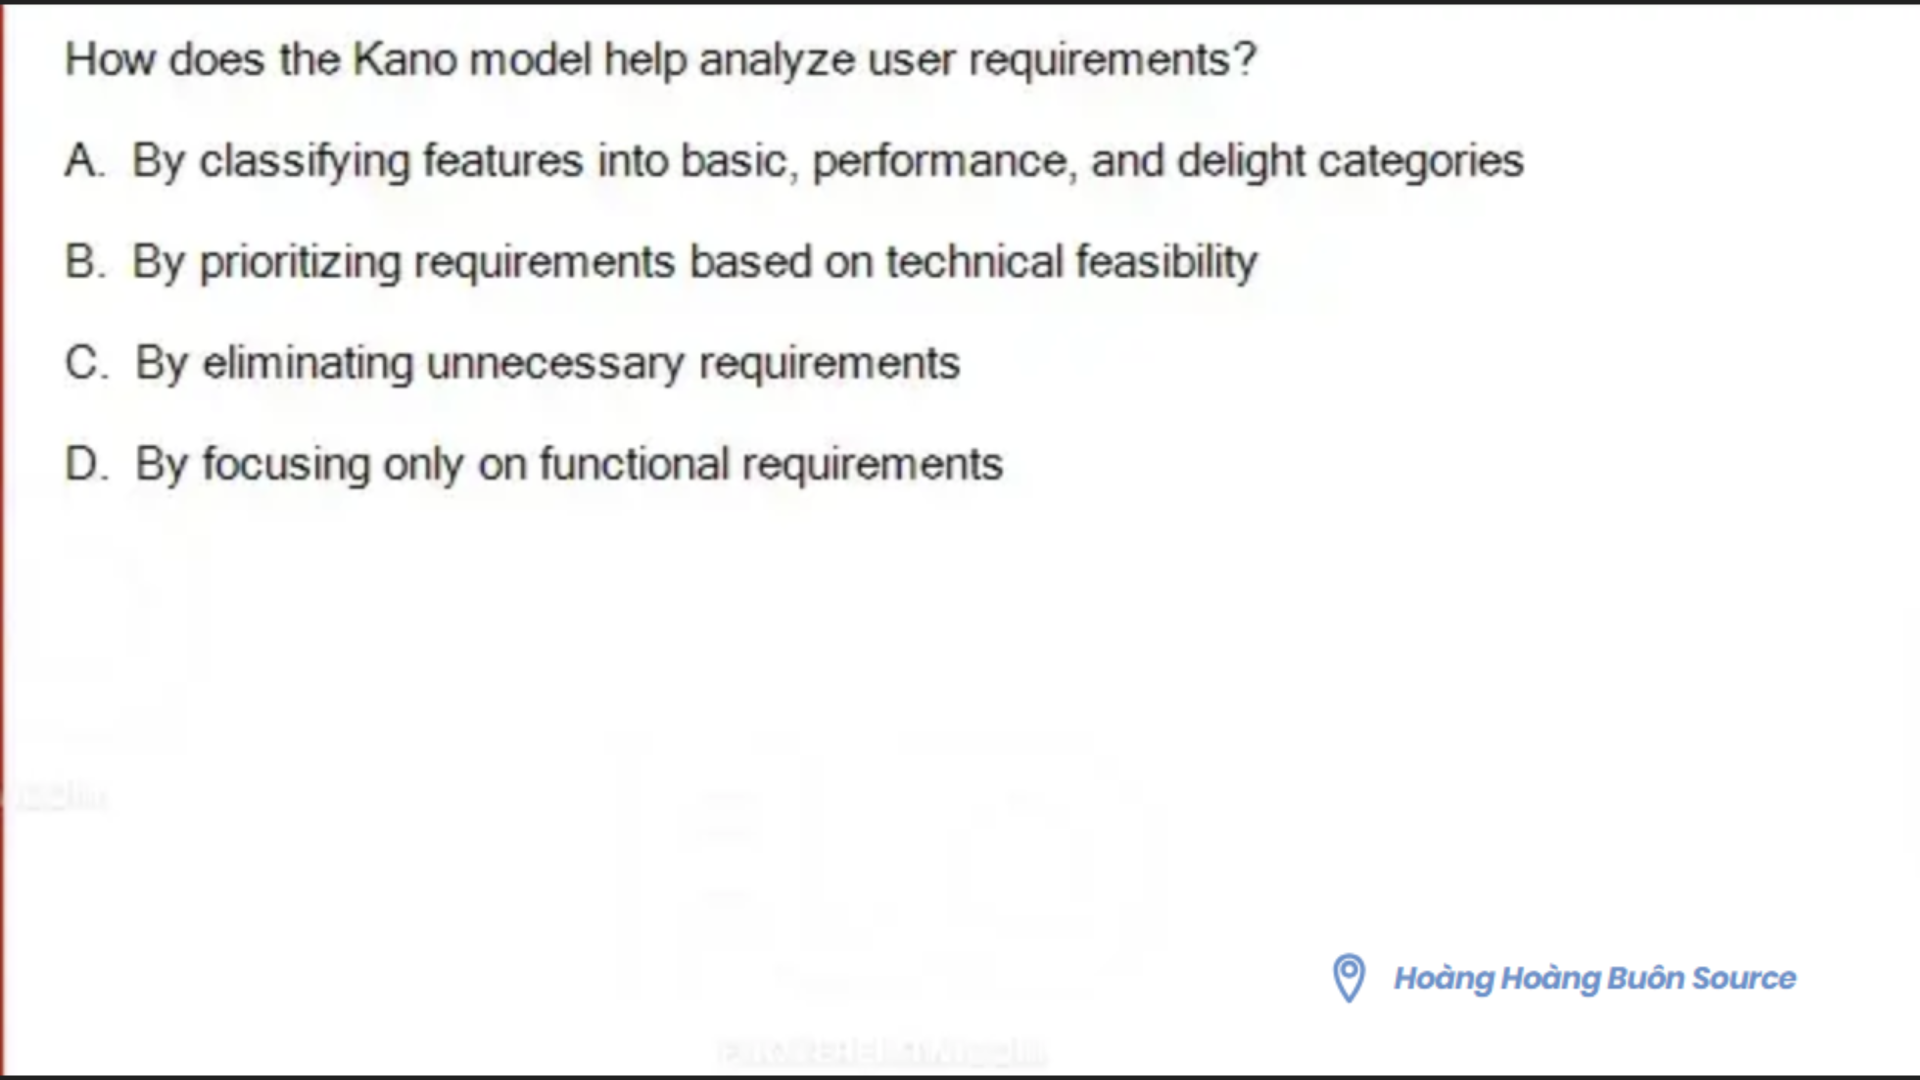 How does the Kano model help analyze user requirements?
A. By classifying features into basic, performance, and delight categories
B. By prioritizing requirements based on technical feasibility
C. By eliminating unnecessary requirements
D. By focusing only on functional requirements
Hoàng Hoàng Buôn Source